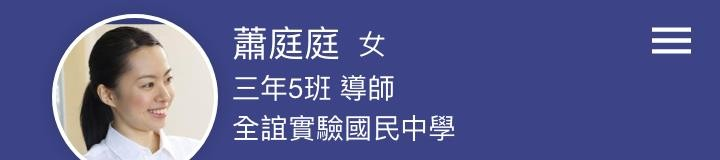 蕭庭庭 女
三年5班 導師
全誼實驗國民中學